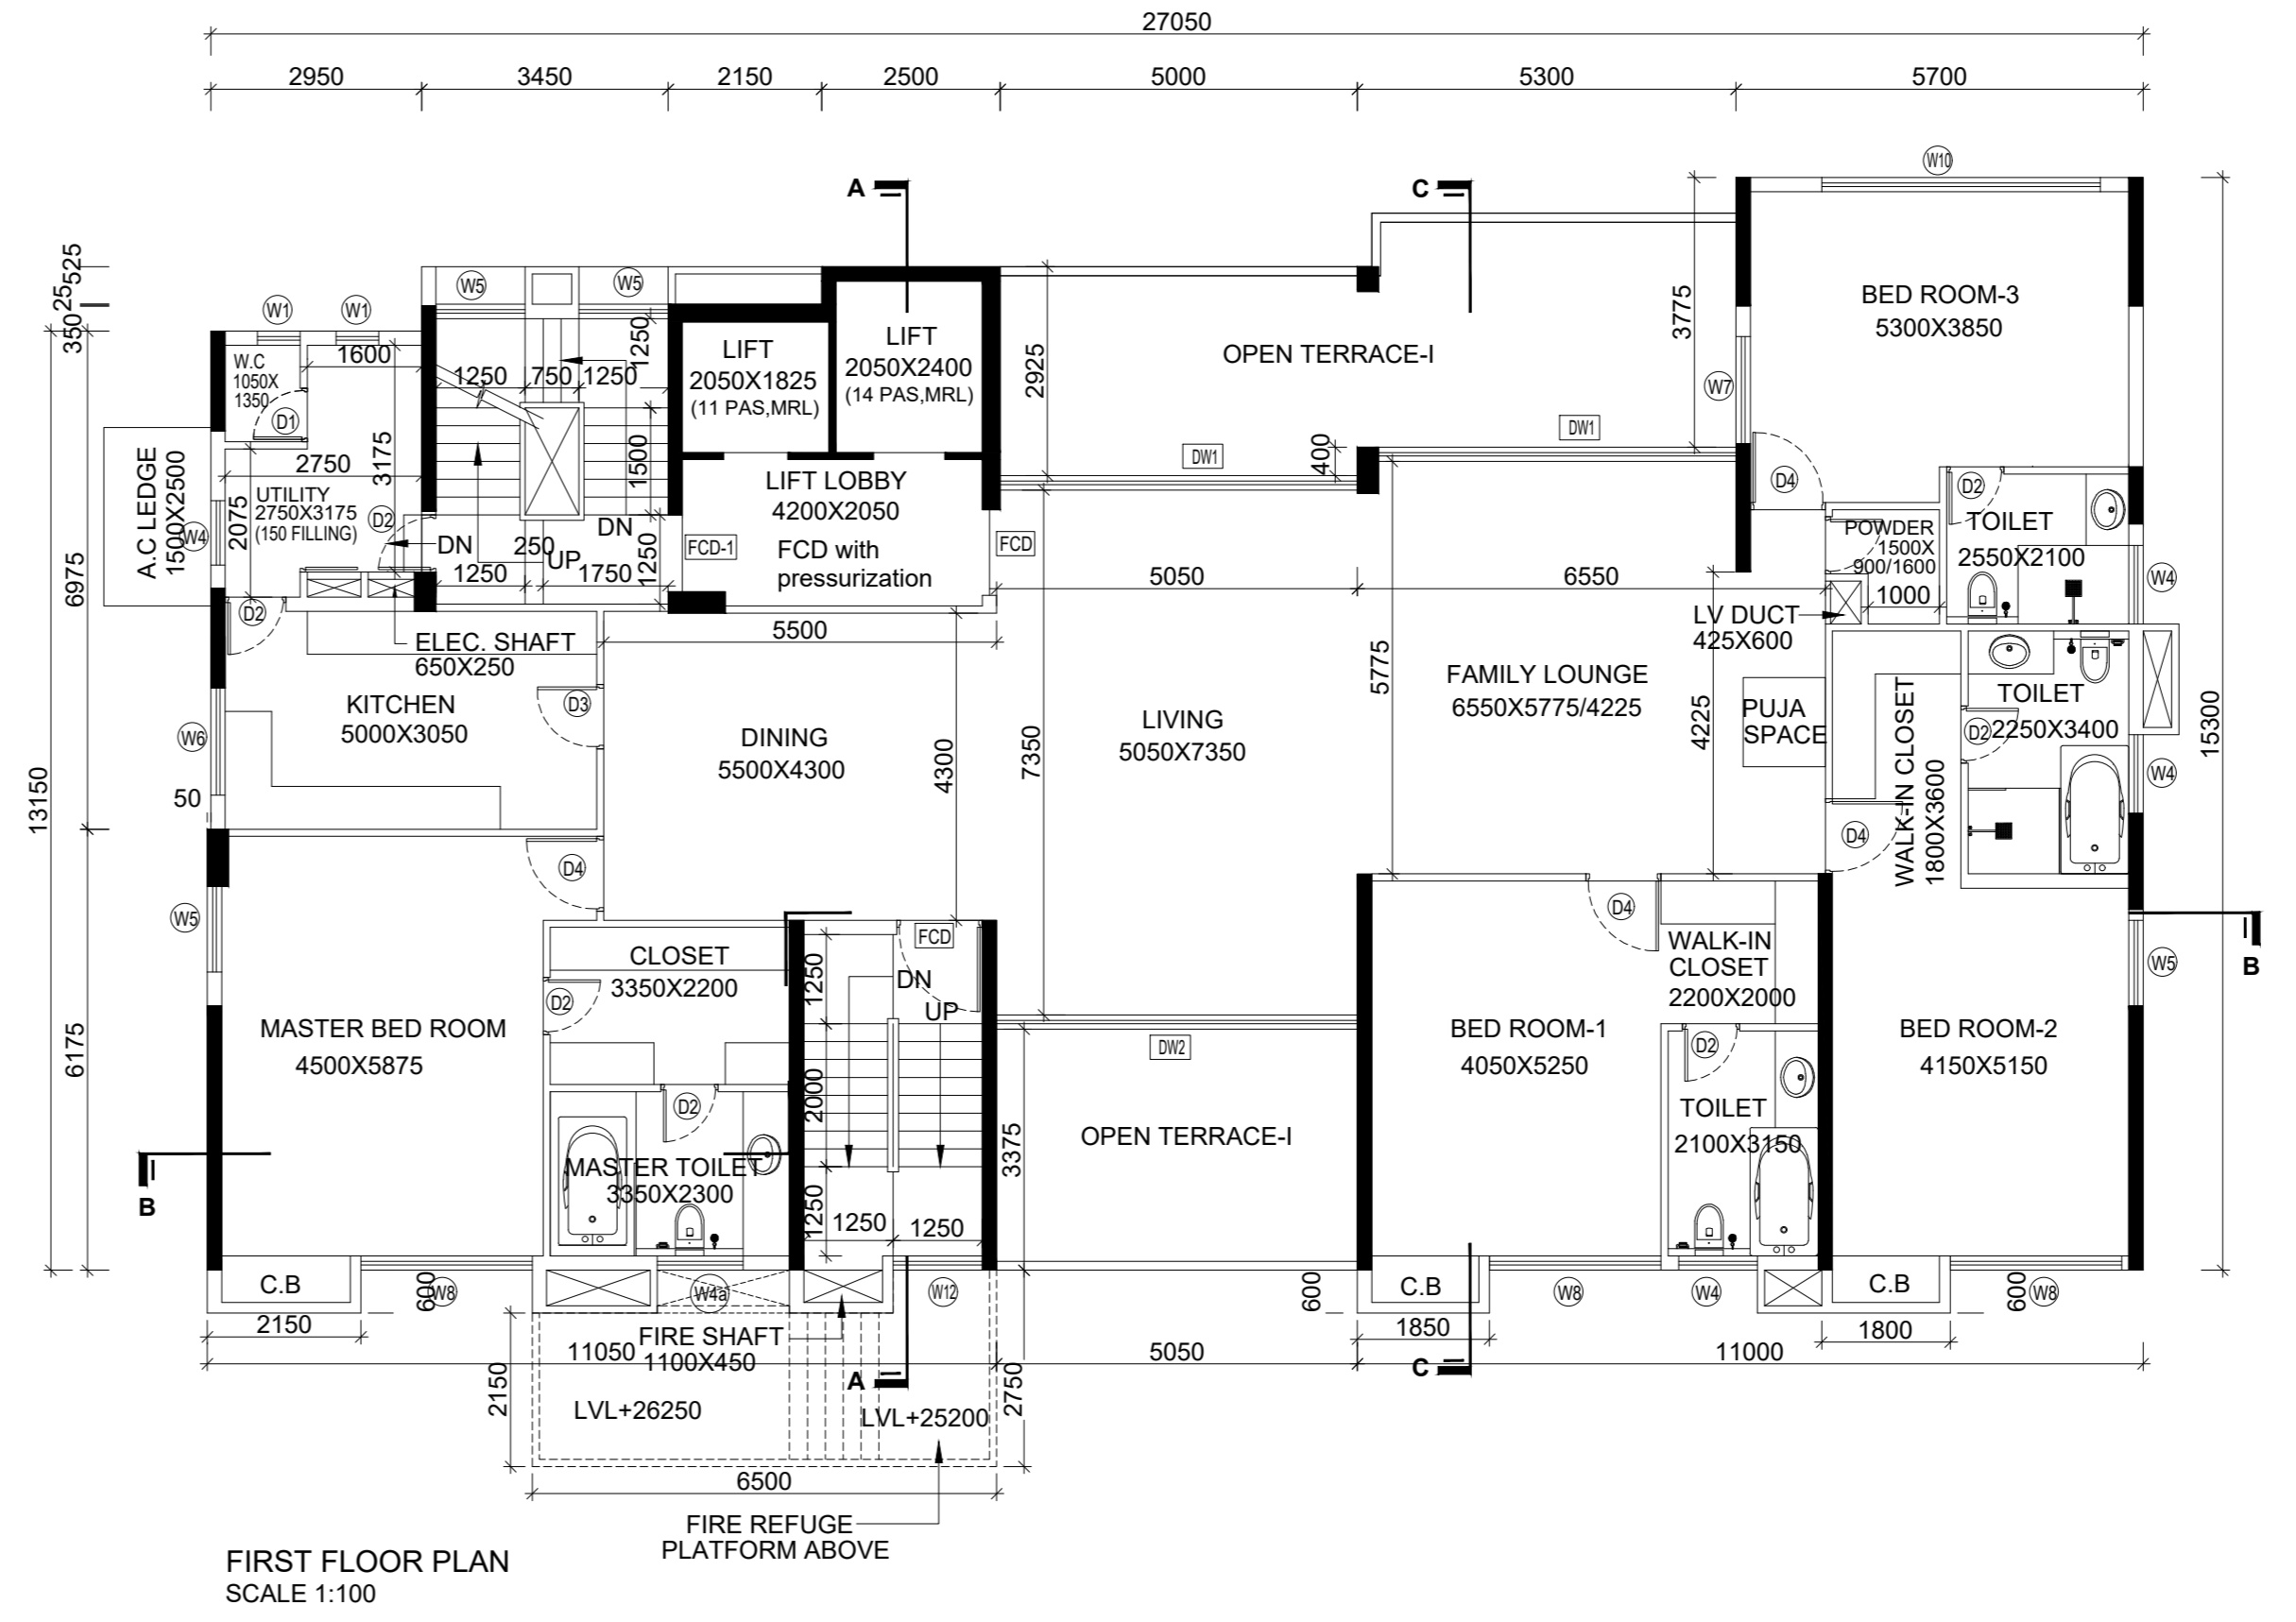 27050
2950
3450
2150
2500
5000
5300
5700
W10
A
C
525
25
350
W5
W5
W1
W1
BED ROOM-3
5300X3850
3775
1250
1600
W.C
1050X
1350
LIFT
2050X1825
(11 PAS,MRL)
LIFT
2050X2400
(14 PAS,MRL)
OPEN TERRACE-I
2925
1250
750
1250
W7
D1
DW1
DW1
400
D4
3175
1500
2750
A.C LEDGE
1500X2500
UTILITY
2750X3175
(150 FILLING)
2075
W4
D2
LIFT LOBBY
4200X2050
FCD-1
FCD with
pressurization
FCD
DN
DN
250
UP
1250
1250
1750
D2
TOILET
2550X2100
POWDER
1500X
900/1600
1000
W4
6975
5050
6550
LV DUCT
425X600
D2
ELEC. SHAFT
650X250
5500
KITCHEN
5000X3050
D3
W6
50
DINING
5500X4300
4300
7350
LIVING
5050X7350
5775
FAMILY LOUNGE
6550X5775/4225
4225
PUJA
SPACE
WALK-IN CLOSET
1800X3600
TOILET
2250X3400
D2
W4
15300
13150
D4
D4
D4
W5
CLOSET
3350X2200
D2
1250
FCD
DN
UP
WALK-IN
CLOSET
2200X2000
W5
B
6175
MASTER BED ROOM
4500X5875
DW2
BED ROOM-1
4050X5250
D2
BED ROOM-2
4150X5150
2000
D2
TOILET
2100X3150
MASTER TOILET
3350X2300
OPEN TERRACE-I
3375
B
1250
1250
1250
C.B
600
W8
W4a
W12
600
C.B
W8
W4
C.B
600
W8
2150
FIRE SHAFT
1100X450
1850
1800
11050
5050
11000
A
C
2150
LVL+26250
LVL+25200
2750
6500
FIRE REFUGE
PLATFORM ABOVE
FIRST FLOOR PLAN
SCALE 1:100